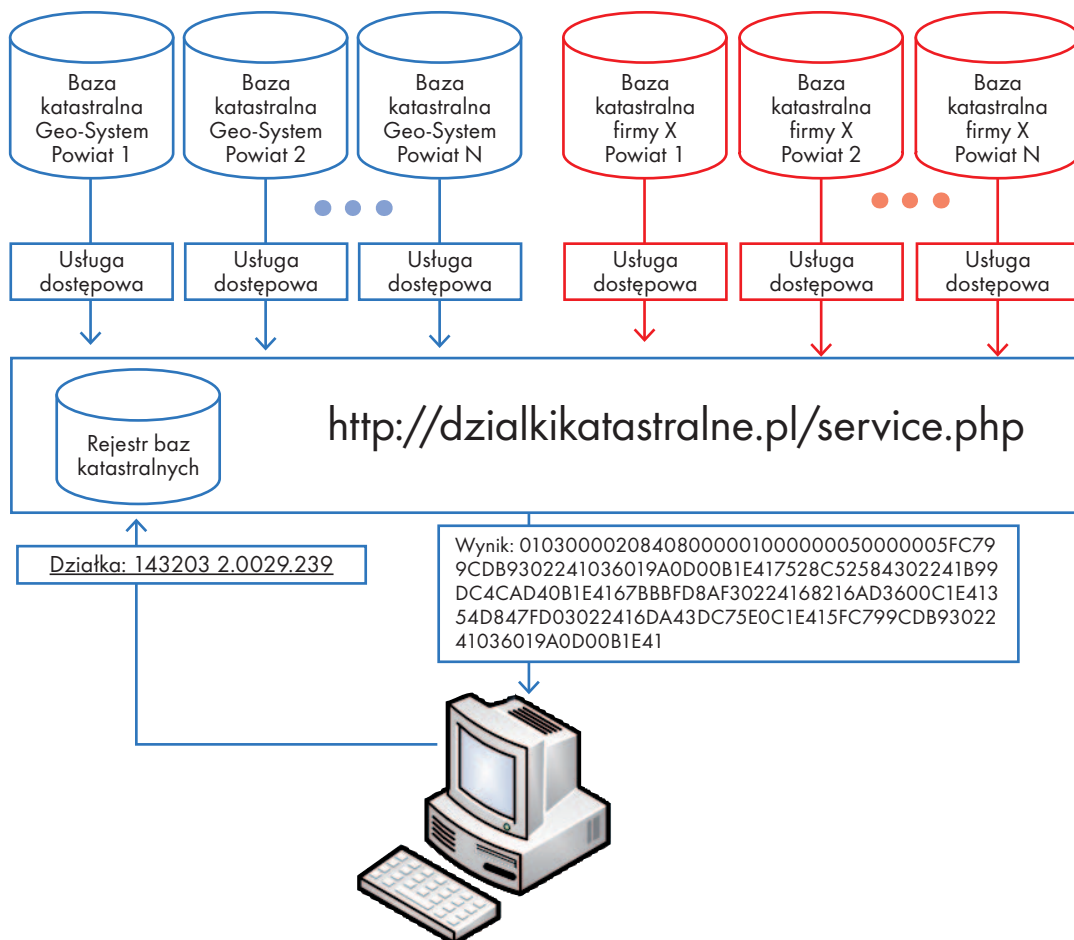 Baza
katastralna
Geo-System
Powiat 1
Baza
katastralna
Geo-System
Powiat 2
Baza
katastralna
Geo-System
Powiat N
Baza
katastralna
firmy X
Powiat 1
Baza
katastralna
firmy X
Powiat 2
Baza
katastralna
firmy X
Powiat N
Usługa
dostępowa
Usługa
dostępowa
Usługa
dostępowa
Usługa
dostępowa
Usługa
dostępowa
Usługa
dostępowa
Rejestr baz
katastralnych
http://dzialkikatastralne.pl/service.php
Działka: 143203 2.0029.239
Wynik: 01030000208408000001000000050000005FC79
9CDB9302241036019A0D00B1E417528C52584302241B99
DC4CAD40B1E4167BBBFD8AF30224168216AD3600C1E413
54D847FD03022416DA43DC75E0C1E415FC799CDB93022
41036019A0D00B1E41